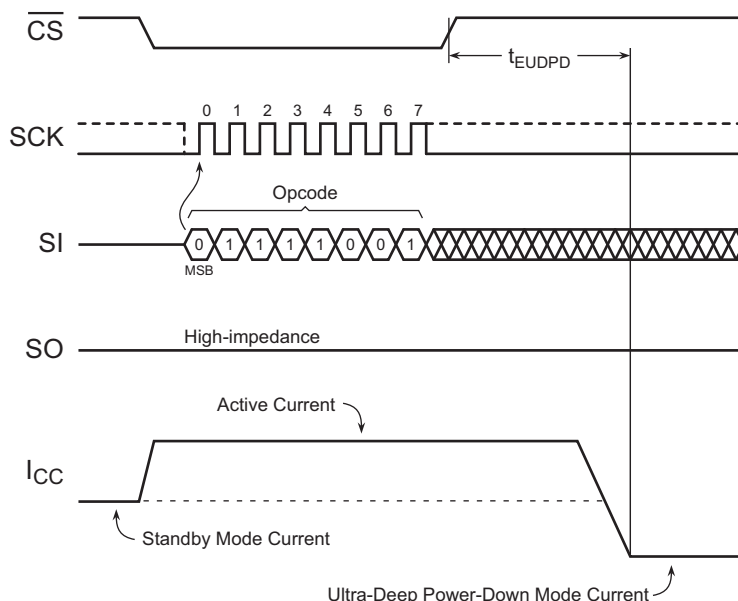 CS
tEUDPD
SCK
0 1 2 3 4 5 6 7
Opcode
SI
0 1 1 1 1 0 0 1
MSB
SO
High-impedance
Active Current
ICC
Standby Mode Current
Ultra-Deep Power-Down Mode Current